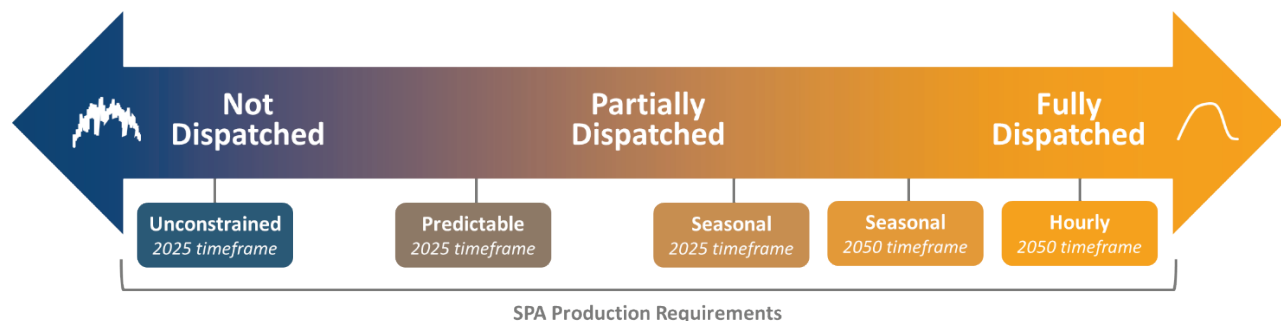 Not
Dispatched
Partially
Dispatched
Fully
Dispatched
Unconstrained
2025 timeframe
Predictable
2025 timeframe
Seasonal
2025 timeframe
Seasonal
2050 timeframe
Hourly
2050 timeframe
SPA Production Requirements